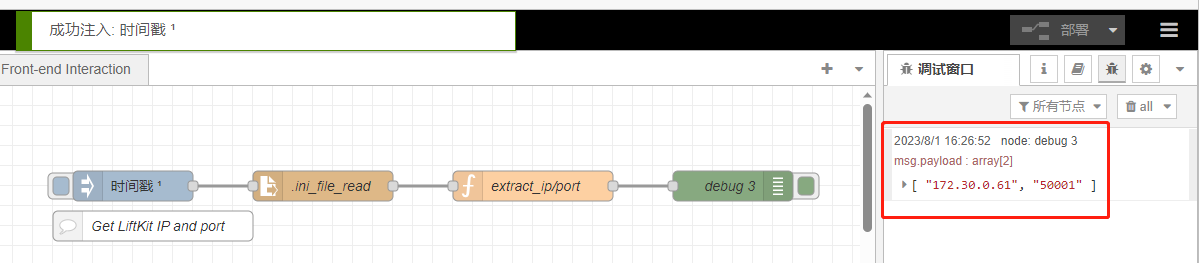 成功注入: 时间戳 ¹
部署
Front-end Interaction
调试窗口
所有节点
all
2023/8/1 16:26:52 node: debug 3
msg.payload : array[2]
[ "172.30.0.61", "50001" ]
时间戳 ¹
.ini_file_read
extract_ip/port
debug 3
Get LiftKit IP and port